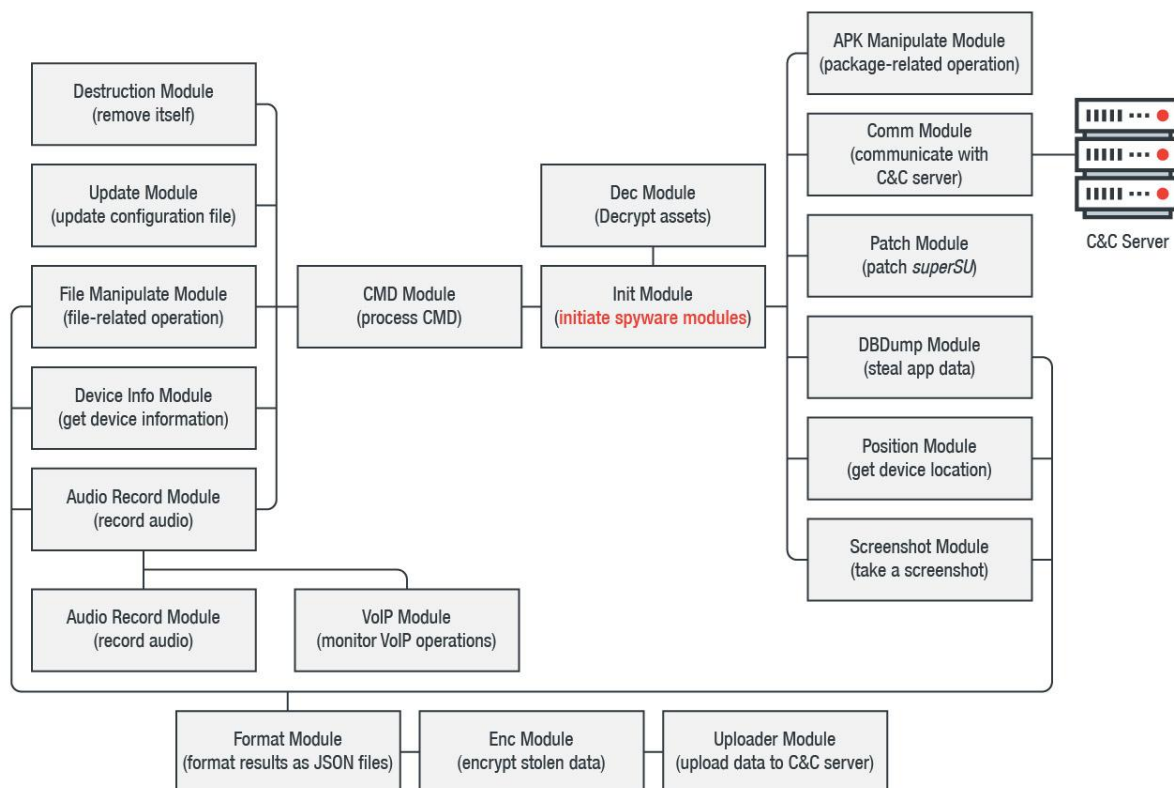 Destruction Module
(remove itself)
Update Module
(update configuration file)
File Manipulate Module
(file-related operation)
Device Info Module
(get device information)
Audio Record Module
(record audio)
Audio Record Module
(record audio)
VoIP Module
(monitor VoIP operations)
CMD Module
(process CMD)
Dec Module
(Decrypt assets)
Init Module
(initiate spyware modules)
APK Manipulate Module
(package-related operation)
Comm Module
(communicate with
C&C server)
C&C Server
Patch Module
(patch superSU)
DBDump Module
(steal app data)
Position Module
(get device location)
Screenshot Module
(take a screenshot)
Format Module
(format results as JSON files)
Enc Module
(encrypt stolen data)
Uploader Module
(upload data to C&C server)